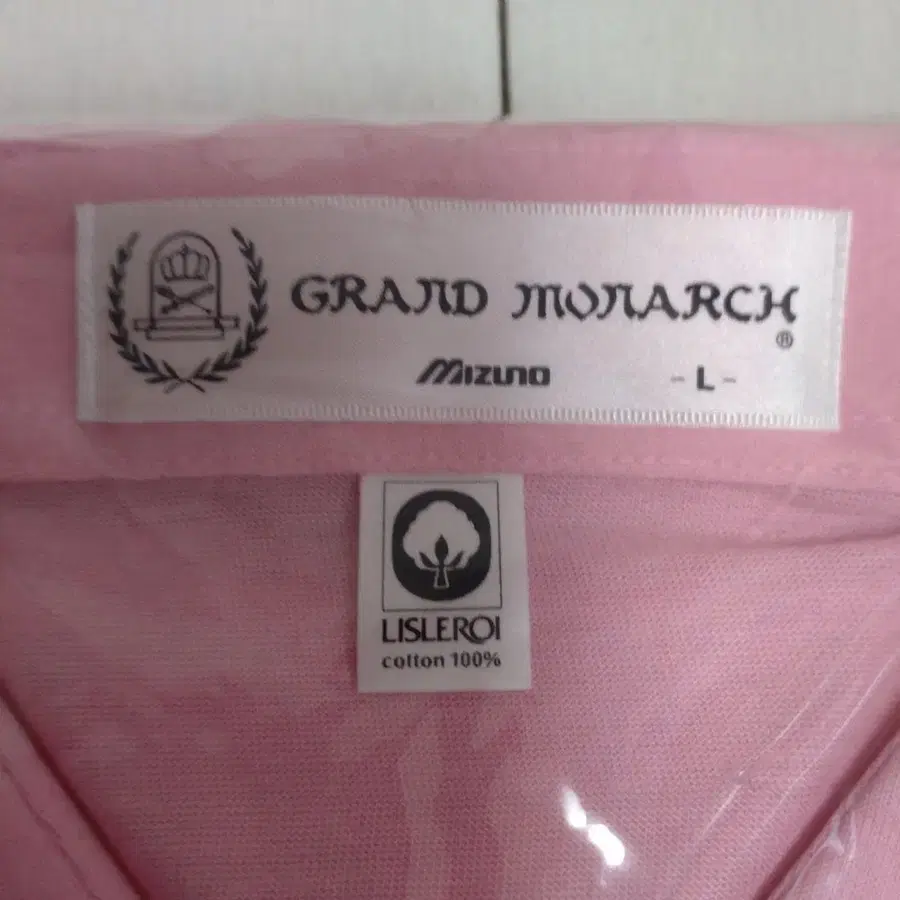 GRAND MONARCH®
MIZUNO - L -
LISLEROI
cotton 100%